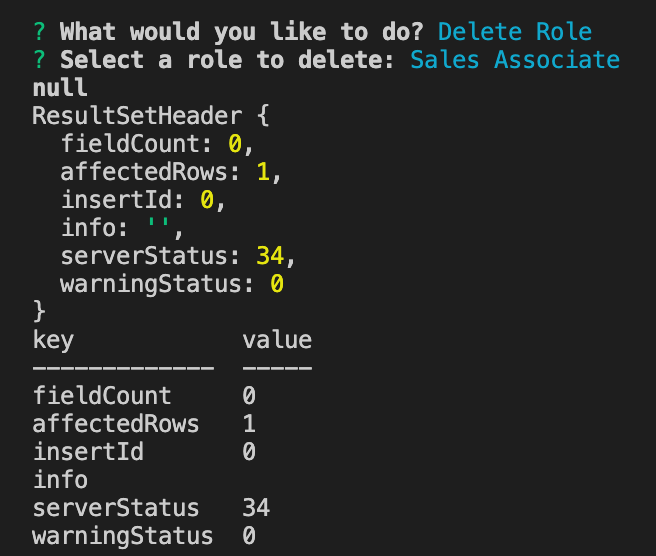 ? What would you like to do? Delete Role
? Select a role to delete: Sales Associate
null
ResultSetHeader {
  fieldCount: 0,
  affectedRows: 1,
  insertId: 0,
  info: '',
  serverStatus: 34,
  warningStatus: 0
}
key            value
-------------  -----
fieldCount     0
affectedRows   1
insertId       0
info
serverStatus   34
warningStatus  0